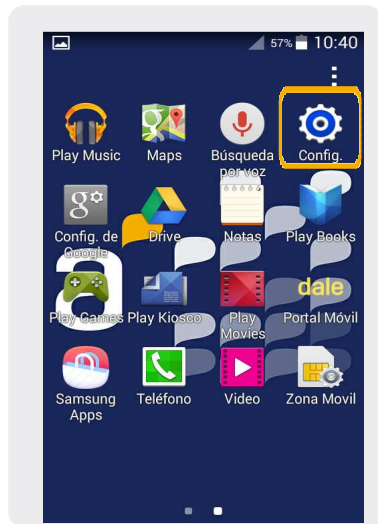 57% 10:40
Play Music Maps Búsqueda por voz Config.
Config. de Google Drive Notas Play Books
Play Games Play Kiosco Play Movies dale Portal Móvil
Samsung Apps Teléfono Video Zona Movil